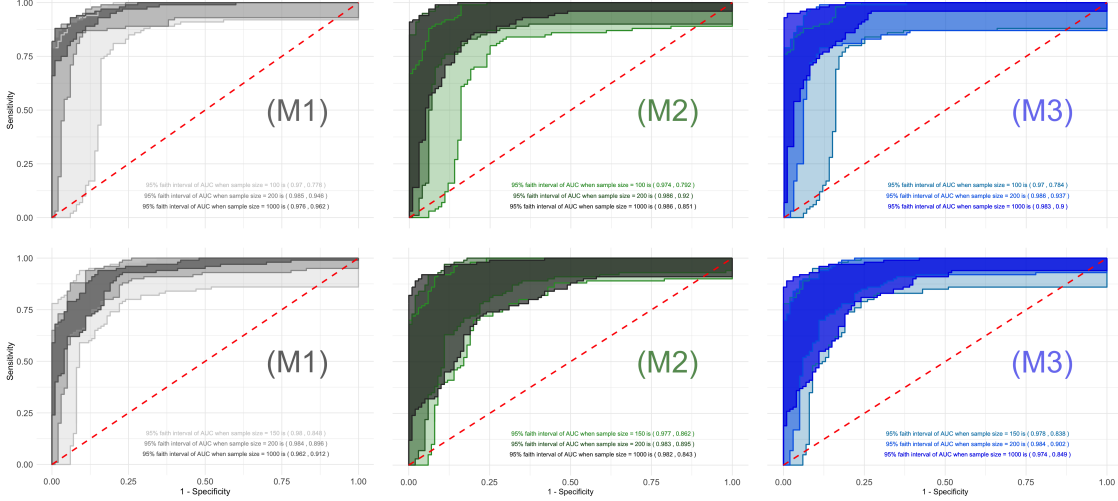 1.00
0.75
0.50
0.25
0.00
Sensitivity
(M1)
95% faith interval of AUC when sample size = 100 is ( 0.97 , 0.778 )
95% faith interval of AUC when sample size = 200 is ( 0.985 , 0.948 )
95% faith interval of AUC when sample size = 1000 is ( 0.976 , 0.962 )
(M2)
95% faith interval of AUC when sample size = 100 is ( 0.974 , 0.792 )
95% faith interval of AUC when sample size = 200 is ( 0.986 , 0.92 )
95% faith interval of AUC when sample size = 1000 is ( 0.986 , 0.851 )
(M3)
95% faith interval of AUC when sample size = 100 is ( 0.97 , 0.784 )
95% faith interval of AUC when sample size = 200 is ( 0.986 , 0.937 )
95% faith interval of AUC when sample size = 1000 is ( 0.983 , 0.9 )
1.00
0.75
0.50
0.25
0.00
Sensitivity
(M1)
95% faith interval of AUC when sample size = 150 is ( 0.98 , 0.848 )
95% faith interval of AUC when sample size = 200 is ( 0.984 , 0.896 )
95% faith interval of AUC when sample size = 1000 is ( 0.962 , 0.912 )
0.00 0.25 0.50 0.75 1.00
1 - Specificity
(M2)
95% faith interval of AUC when sample size = 150 is ( 0.977 , 0.862 )
95% faith interval of AUC when sample size = 200 is ( 0.983 , 0.895 )
95% faith interval of AUC when sample size = 1000 is ( 0.982 , 0.843 )
0.00 0.25 0.50 0.75 1.00
1 - Specificity
(M3)
95% faith interval of AUC when sample size = 150 is ( 0.978 , 0.838 )
95% faith interval of AUC when sample size = 200 is ( 0.984 , 0.902 )
95% faith interval of AUC when sample size = 1000 is ( 0.974 , 0.849 )
0.00 0.25 0.50 0.75 1.00
1 - Specificity